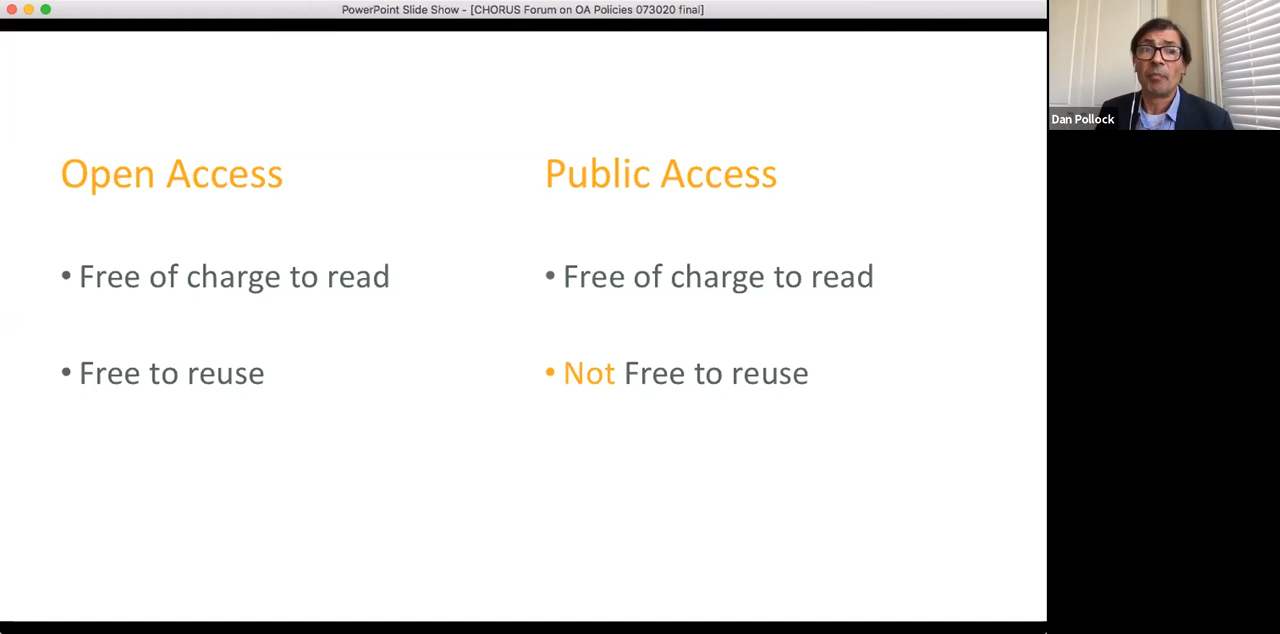 PowerPoint Slide Show - [CHORUS Forum on OA Policies 073020 final]
Dan Pollock
Open Access
• Free of charge to read
• Free to reuse
Public Access
• Free of charge to read
• Not Free to reuse